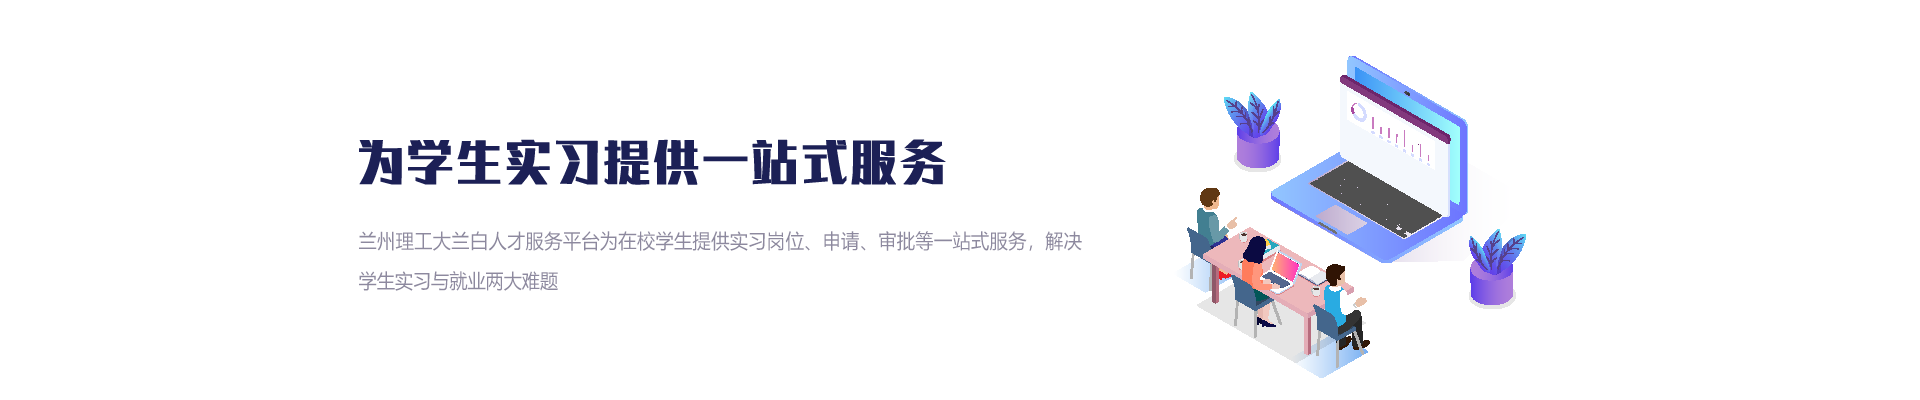 为学生实习提供一站式服务
兰州理工大兰白人才服务平台为在校学生提供实习岗位、申请、审批等一站式服务，解决
学生实习与就业两大难题